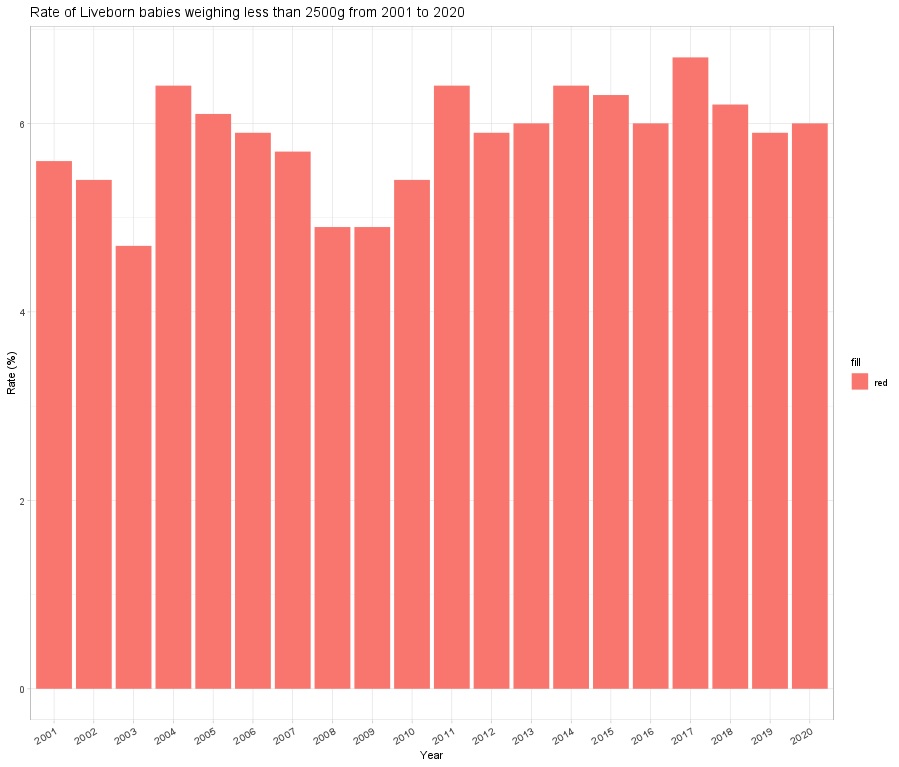 Rate of Liveborn babies weighing less than 2500g from 2001 to 2020
6
4
2
0
Rate (%)
2001 2002 2003 2004 2005 2006 2007 2008 2009 2010 2011 2012 2013 2014 2015 2016 2017 2018 2019 2020
Year
fill
red